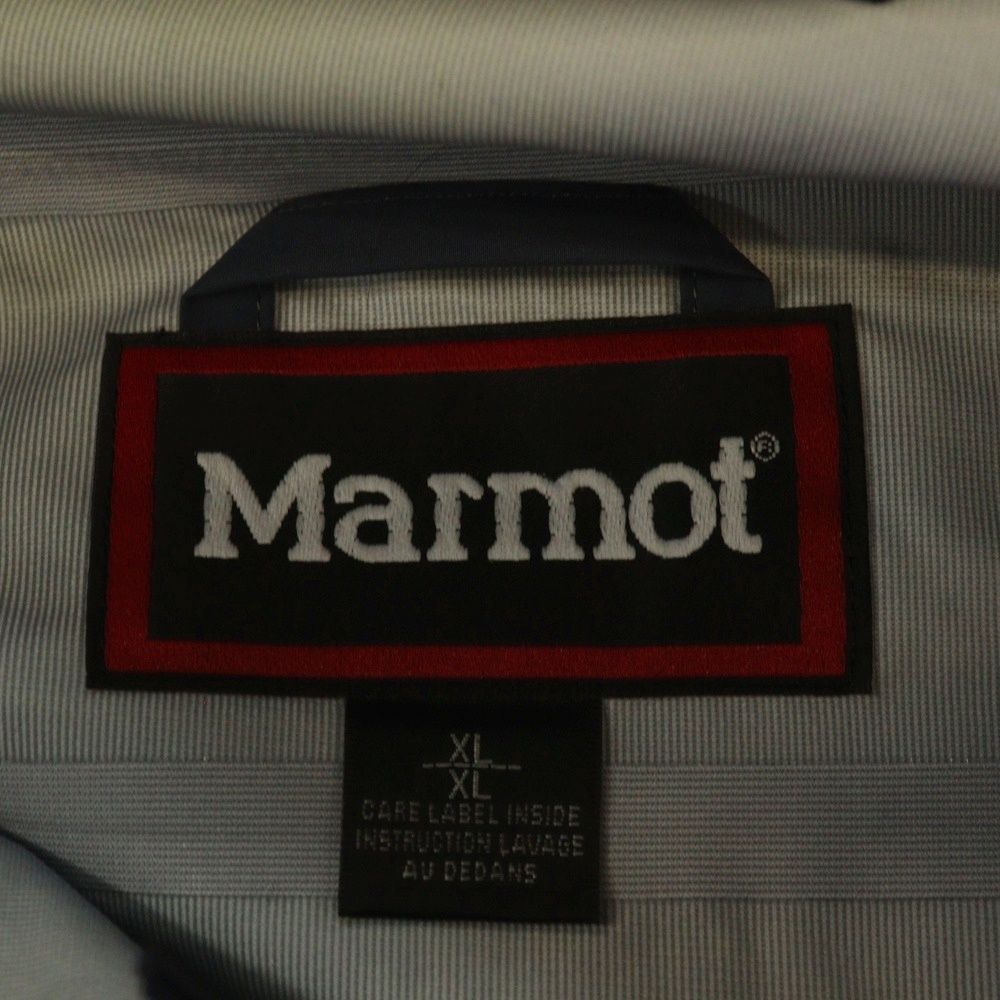 Marmot®
XL
XL
CARE LABEL INSIDE
INSTRUCTION LAVAGE
AU DEDANS